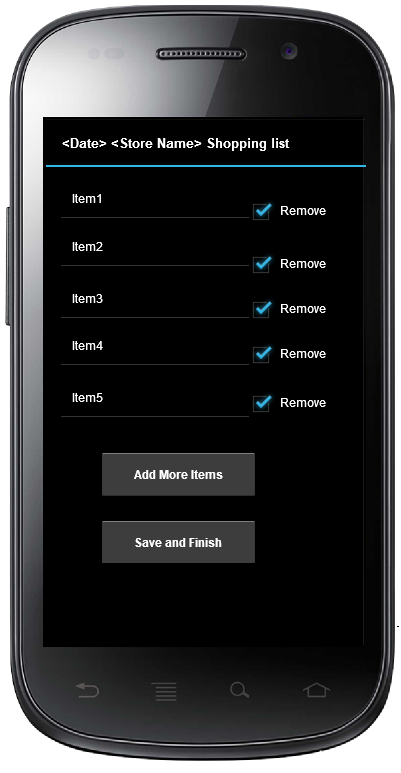 <Date> <Store Name> Shopping list
Item1
Remove
Item2
Remove
Item3
Remove
Item4
Remove
Item5
Remove
Add More Items
Save and Finish